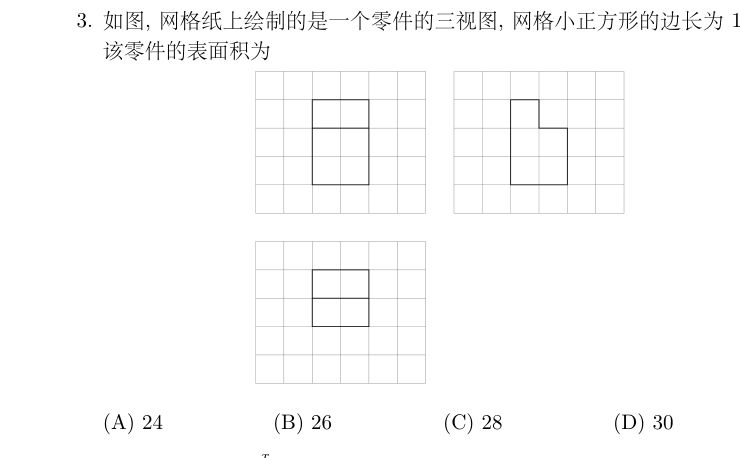 3. 如图, 网格纸上绘制的是一个零件的三视图, 网格小正方形的边长为 1
该零件的表面积为
(A) 24 (B) 26 (C) 28 (D) 30